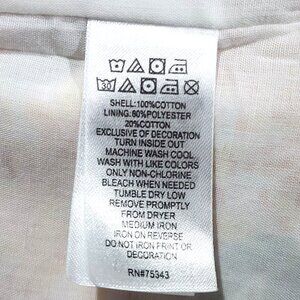 30
SHELL:100%COTTON
LINING:80%POLYESTER
20%COTTON
EXCLUSIVE OF DECORATION
TURN INSIDE OUT
MACHINE WASH COOL
WASH WITH LIKE COLORS
ONLY NON-CHLORINE
BLEACH WHEN NEEDED
TUMBLE DRY LOW
REMOVE PROMPTLY
FROM DRYER
MEDIUM IRON
IRON ON REVERSE
DO NOT IRON PRINT OR
DECORATION
RN#75343